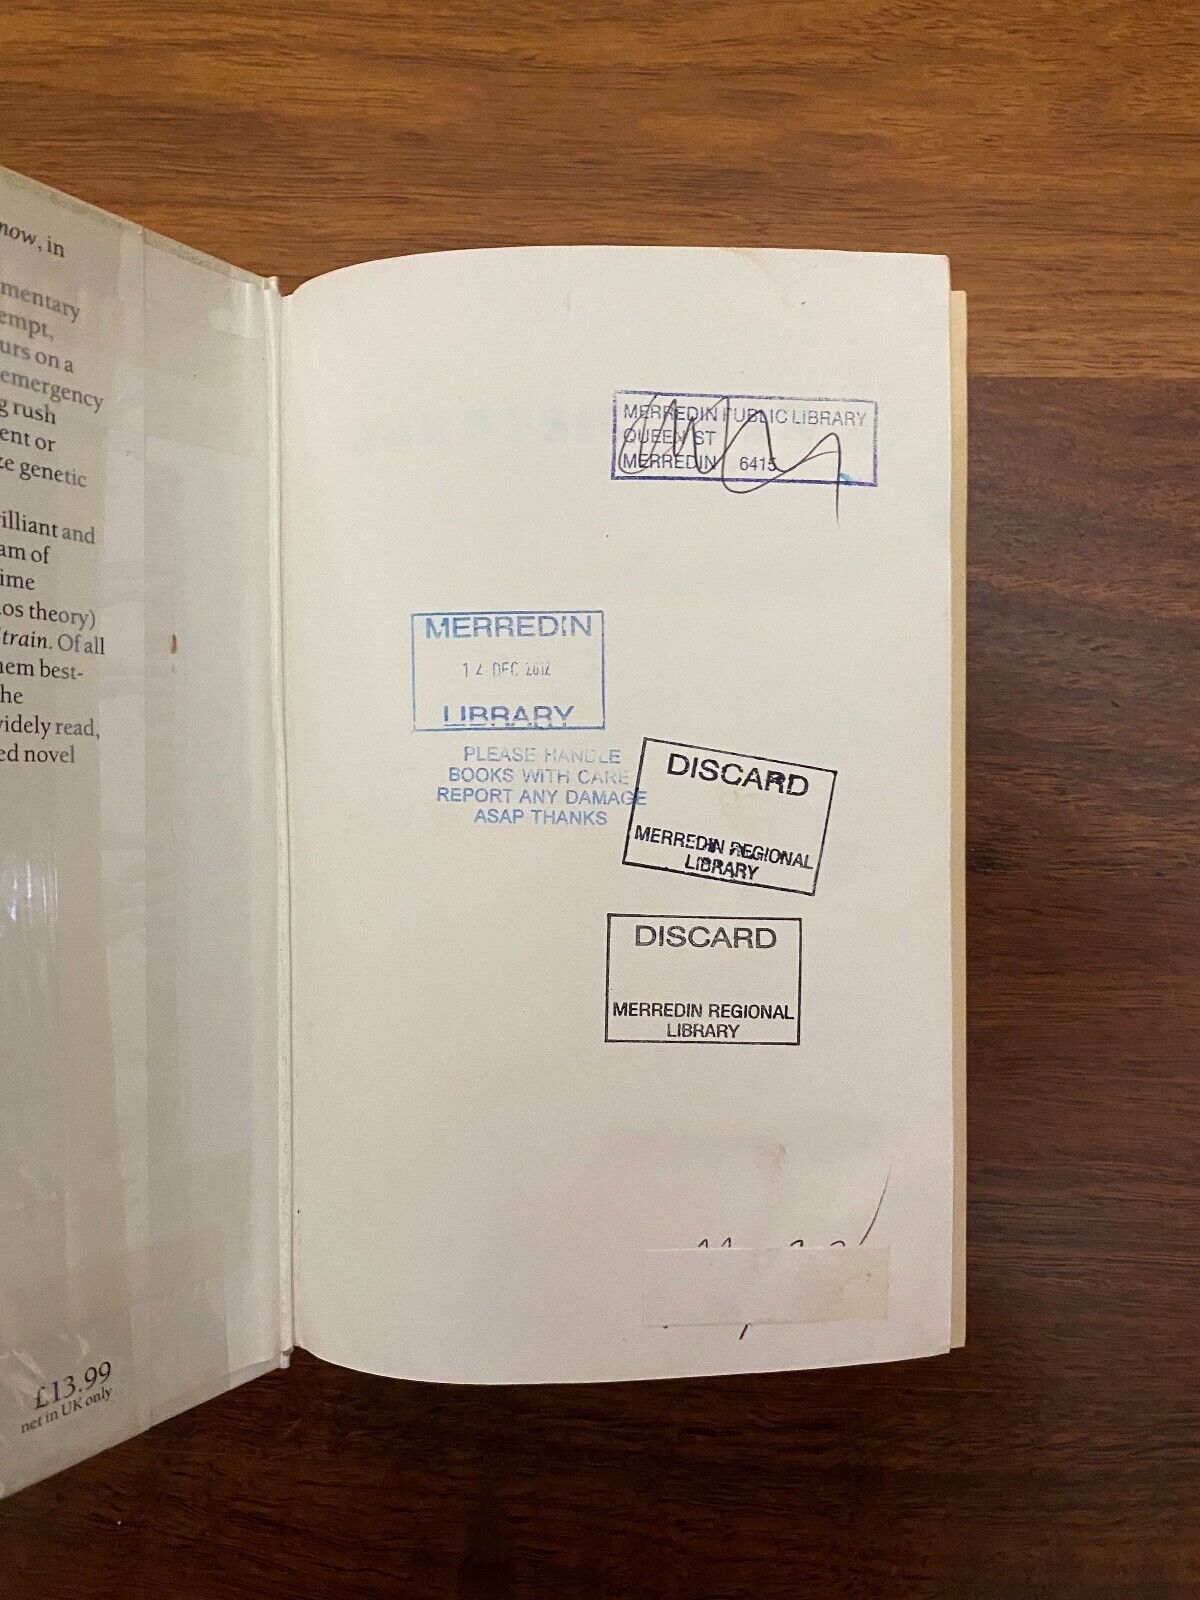 now, in
mentary
empt,
urs on a
emergency
g rush
ent or
ze genetic
illiant and
am of
ime
os theory)
train. Of all
hem best-
he
videly read,
ed novel
£13.99
net in UK only
MERREDIN PUBLIC LIBRARY
QUEEN ST
MERREDIN 6415
MERREDIN
14 DEC 2012
LIBRARY
PLEASE HANDLE
BOOKS WITH CARE
REPORT ANY DAMAGE
ASAP THANKS
DISCARD
MERREDIN REGIONAL
LIBRARY
DISCARD
MERREDIN REGIONAL
LIBRARY